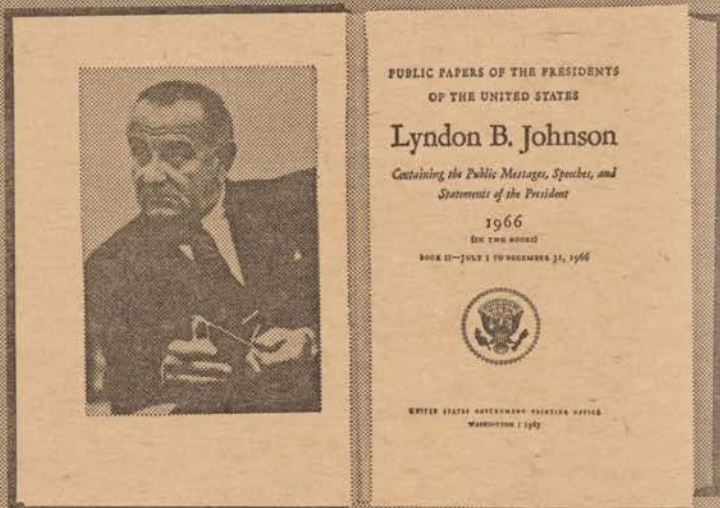 PUBLIC PAPERS OF THE PRESIDENTS
OF THE UNITED STATES
Lyndon B. Johnson
Containing the Public Messages, Speeches, and
Statements of the President
1966
(IN TWO BOOKS)
BOOK II—JULY 1 TO DECEMBER 31, 1966
UNITED STATES GOVERNMENT PRINTING OFFICE
WASHINGTON : 1967